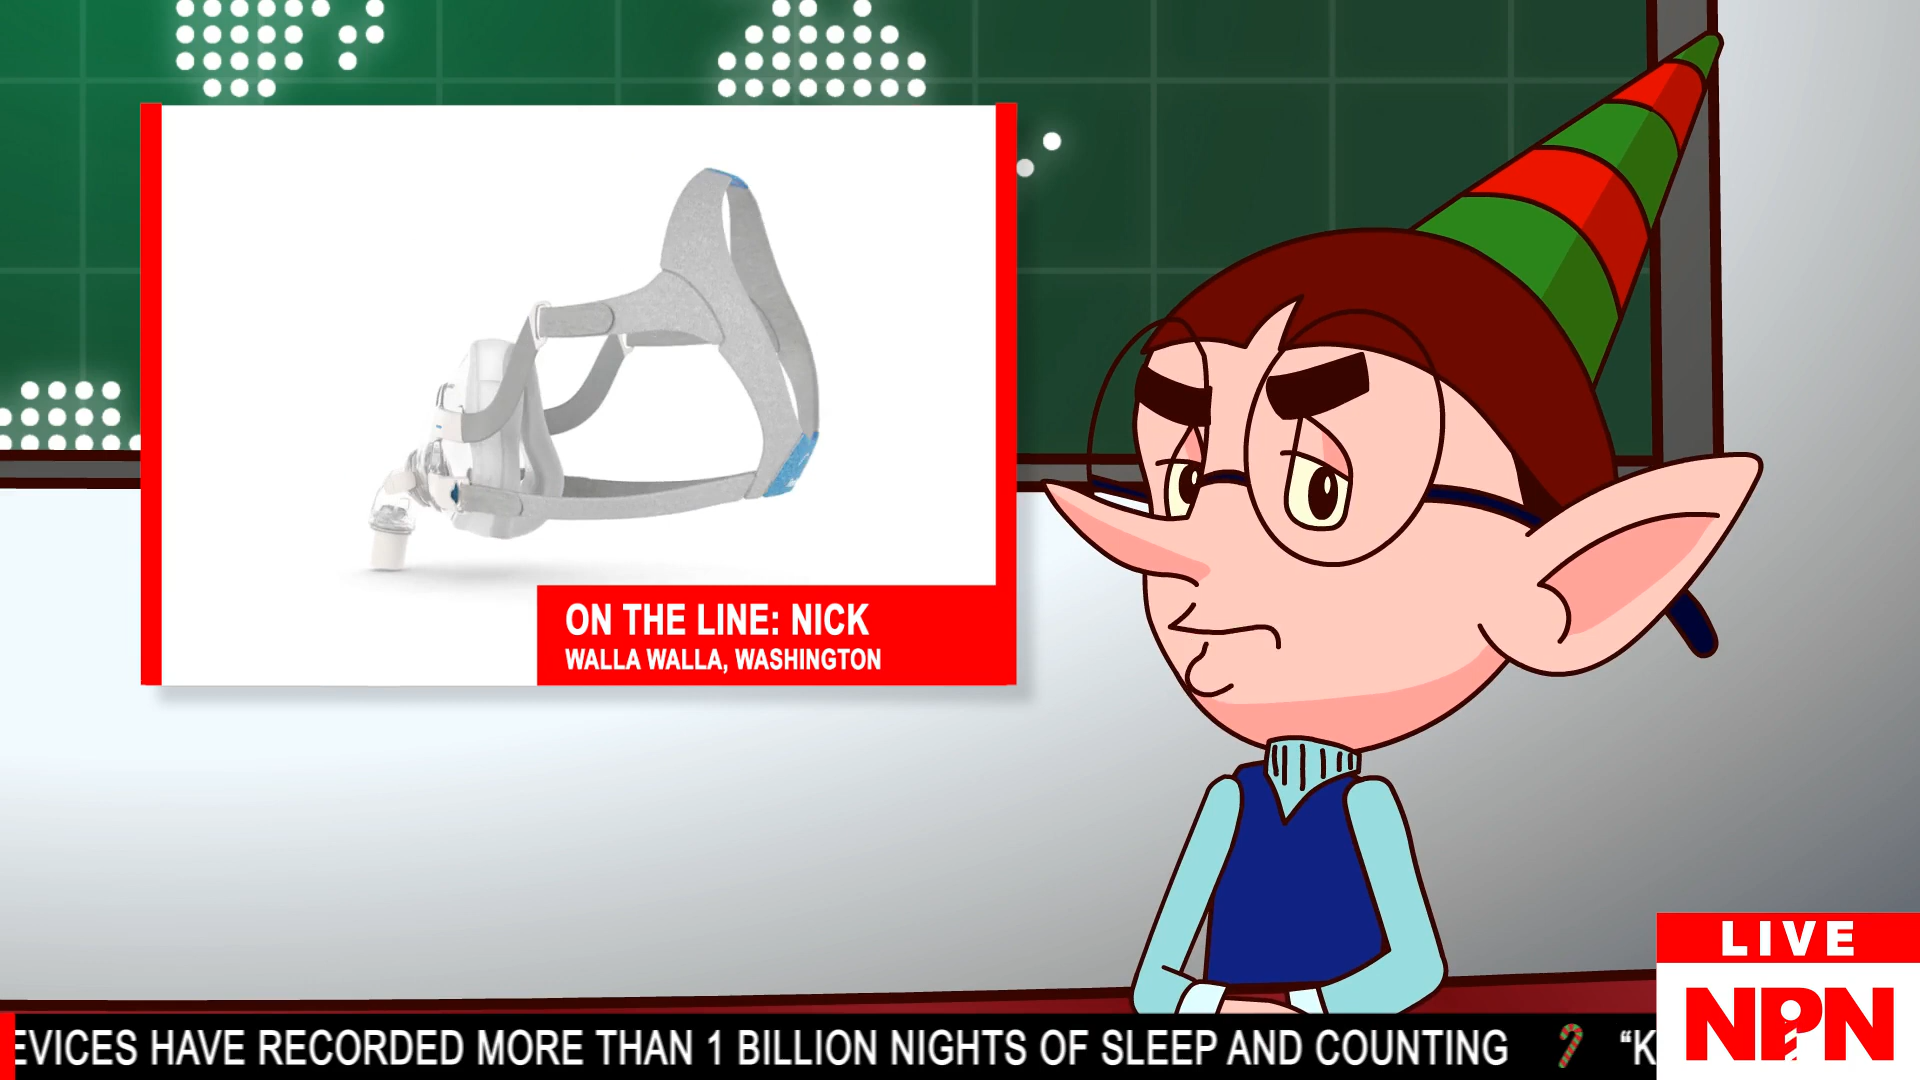 ON THE LINE: NICK
WALLA WALLA, WASHINGTON
LIVE
NPN
EVICES HAVE RECORDED MORE THAN 1 BILLION NIGHTS OF SLEEP AND COUNTING “K